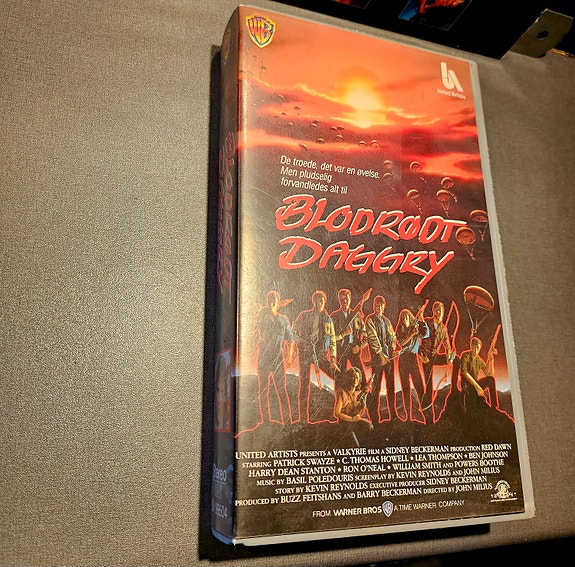 WB
UA
United Artists
De troede, det var en øvelse.
Men pludselig
forvandledes alt til
BLODRØDT
DAGGRY
UNITED ARTISTS PRESENTS A VALKYRIE FILM A SIDNEY BECKERMAN PRODUCTION RED DAWN
STARRING PATRICK SWAYZE ★ C. THOMAS HOWELL ★ LEA THOMPSON ★ BEN JOHNSON
HARRY DEAN STANTON ★ RON O'NEAL ★ WILLIAM SMITH AND POWERS BOOTHE
MUSIC BY BASIL POLEDOURIS SCREENPLAY BY KEVIN REYNOLDS AND JOHN MILIUS
STORY BY KEVIN REYNOLDS EXECUTIVE PRODUCER SIDNEY BECKERMAN
PRODUCED BY BUZZ FEITSHANS AND BARRY BECKERMAN DIRECTED BY JOHN MILIUS
FROM WARNER BROS WB A TIME WARNER COMPANY